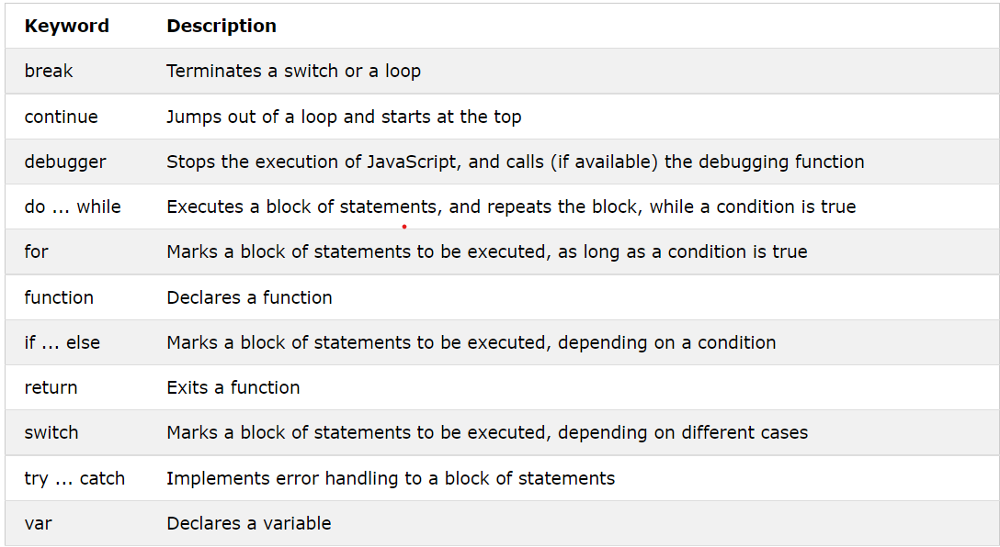 Keyword Description
break Terminates a switch or a loop
continue Jumps out of a loop and starts at the top
debugger Stops the execution of JavaScript, and calls (if available) the debugging function
do ... while Executes a block of statements, and repeats the block, while a condition is true
for Marks a block of statements to be executed, as long as a condition is true
function Declares a function
if ... else Marks a block of statements to be executed, depending on a condition
return Exits a function
switch Marks a block of statements to be executed, depending on different cases
try ... catch Implements error handling to a block of statements
var Declares a variable